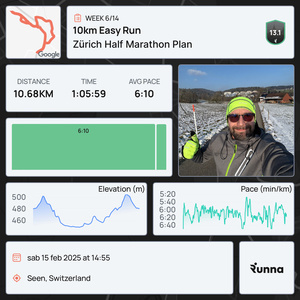 WEEK 6/14
10km Easy Run
Zürich Half Marathon Plan
13.1
Google
DISTANCE
TIME
AVG PACE
10.68KM
1:05:59
6:10
6:10
Elevation (m)
500
480
460
Pace (min/km)
5:20
5:40
6:00
6:20
6:40
sab 15 feb 2025 at 14:55
Seen, Switzerland
Runna